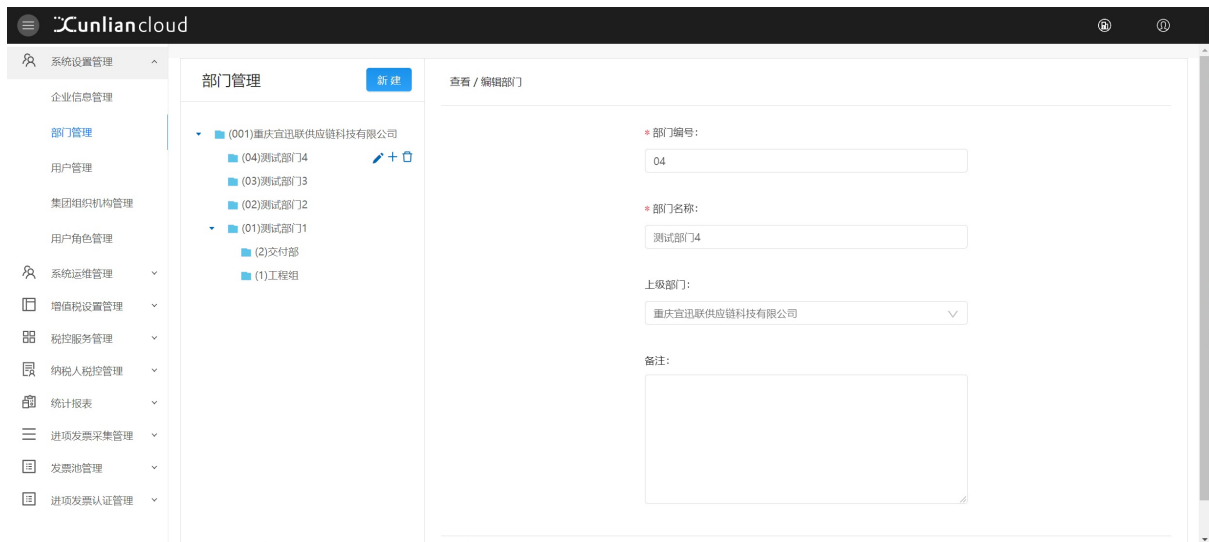 Xunliancloud
系统设置管理
企业信息管理
部门管理
用户管理
集团组织机构管理
用户角色管理
系统运维管理
增值税设置管理
税控服务管理
纳税人税控管理
统计报表
进项发票采集管理
发票池管理
进项发票认证管理
部门管理
新建
(001)重庆宜迅联供应链科技有限公司
(04)测试部门4
(03)测试部门3
(02)测试部门2
(01)测试部门1
(2)交付部
(1)工程组
查看 / 编辑部门
* 部门编号:
04
* 部门名称:
测试部门4
上级部门:
重庆宜迅联供应链科技有限公司
备注: